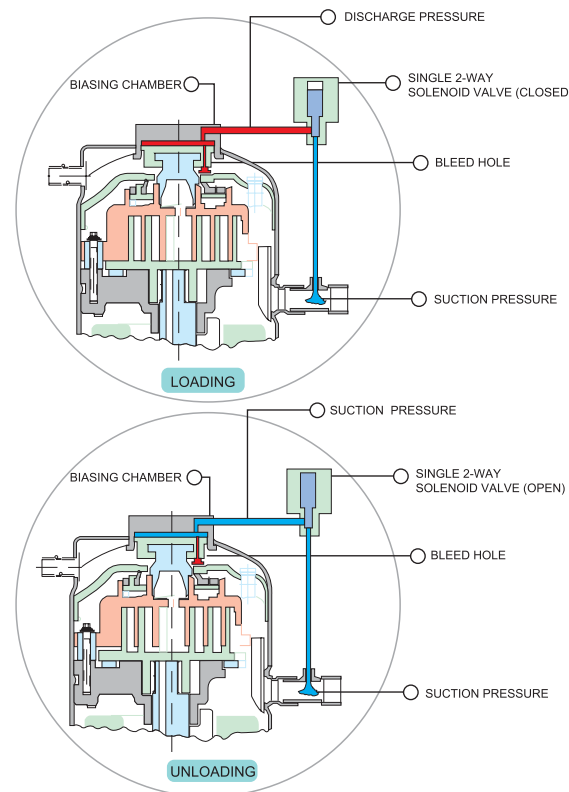 DISCHARGE PRESSURE
BIASING CHAMBER
SINGLE 2-WAY
SOLENOID VALVE (CLOSED
BLEED HOLE
SUCTION PRESSURE
LOADING
SUCTION PRESSURE
BIASING CHAMBER
SINGLE 2-WAY
SOLENOID VALVE (OPEN)
BLEED HOLE
SUCTION PRESSURE
UNLOADING